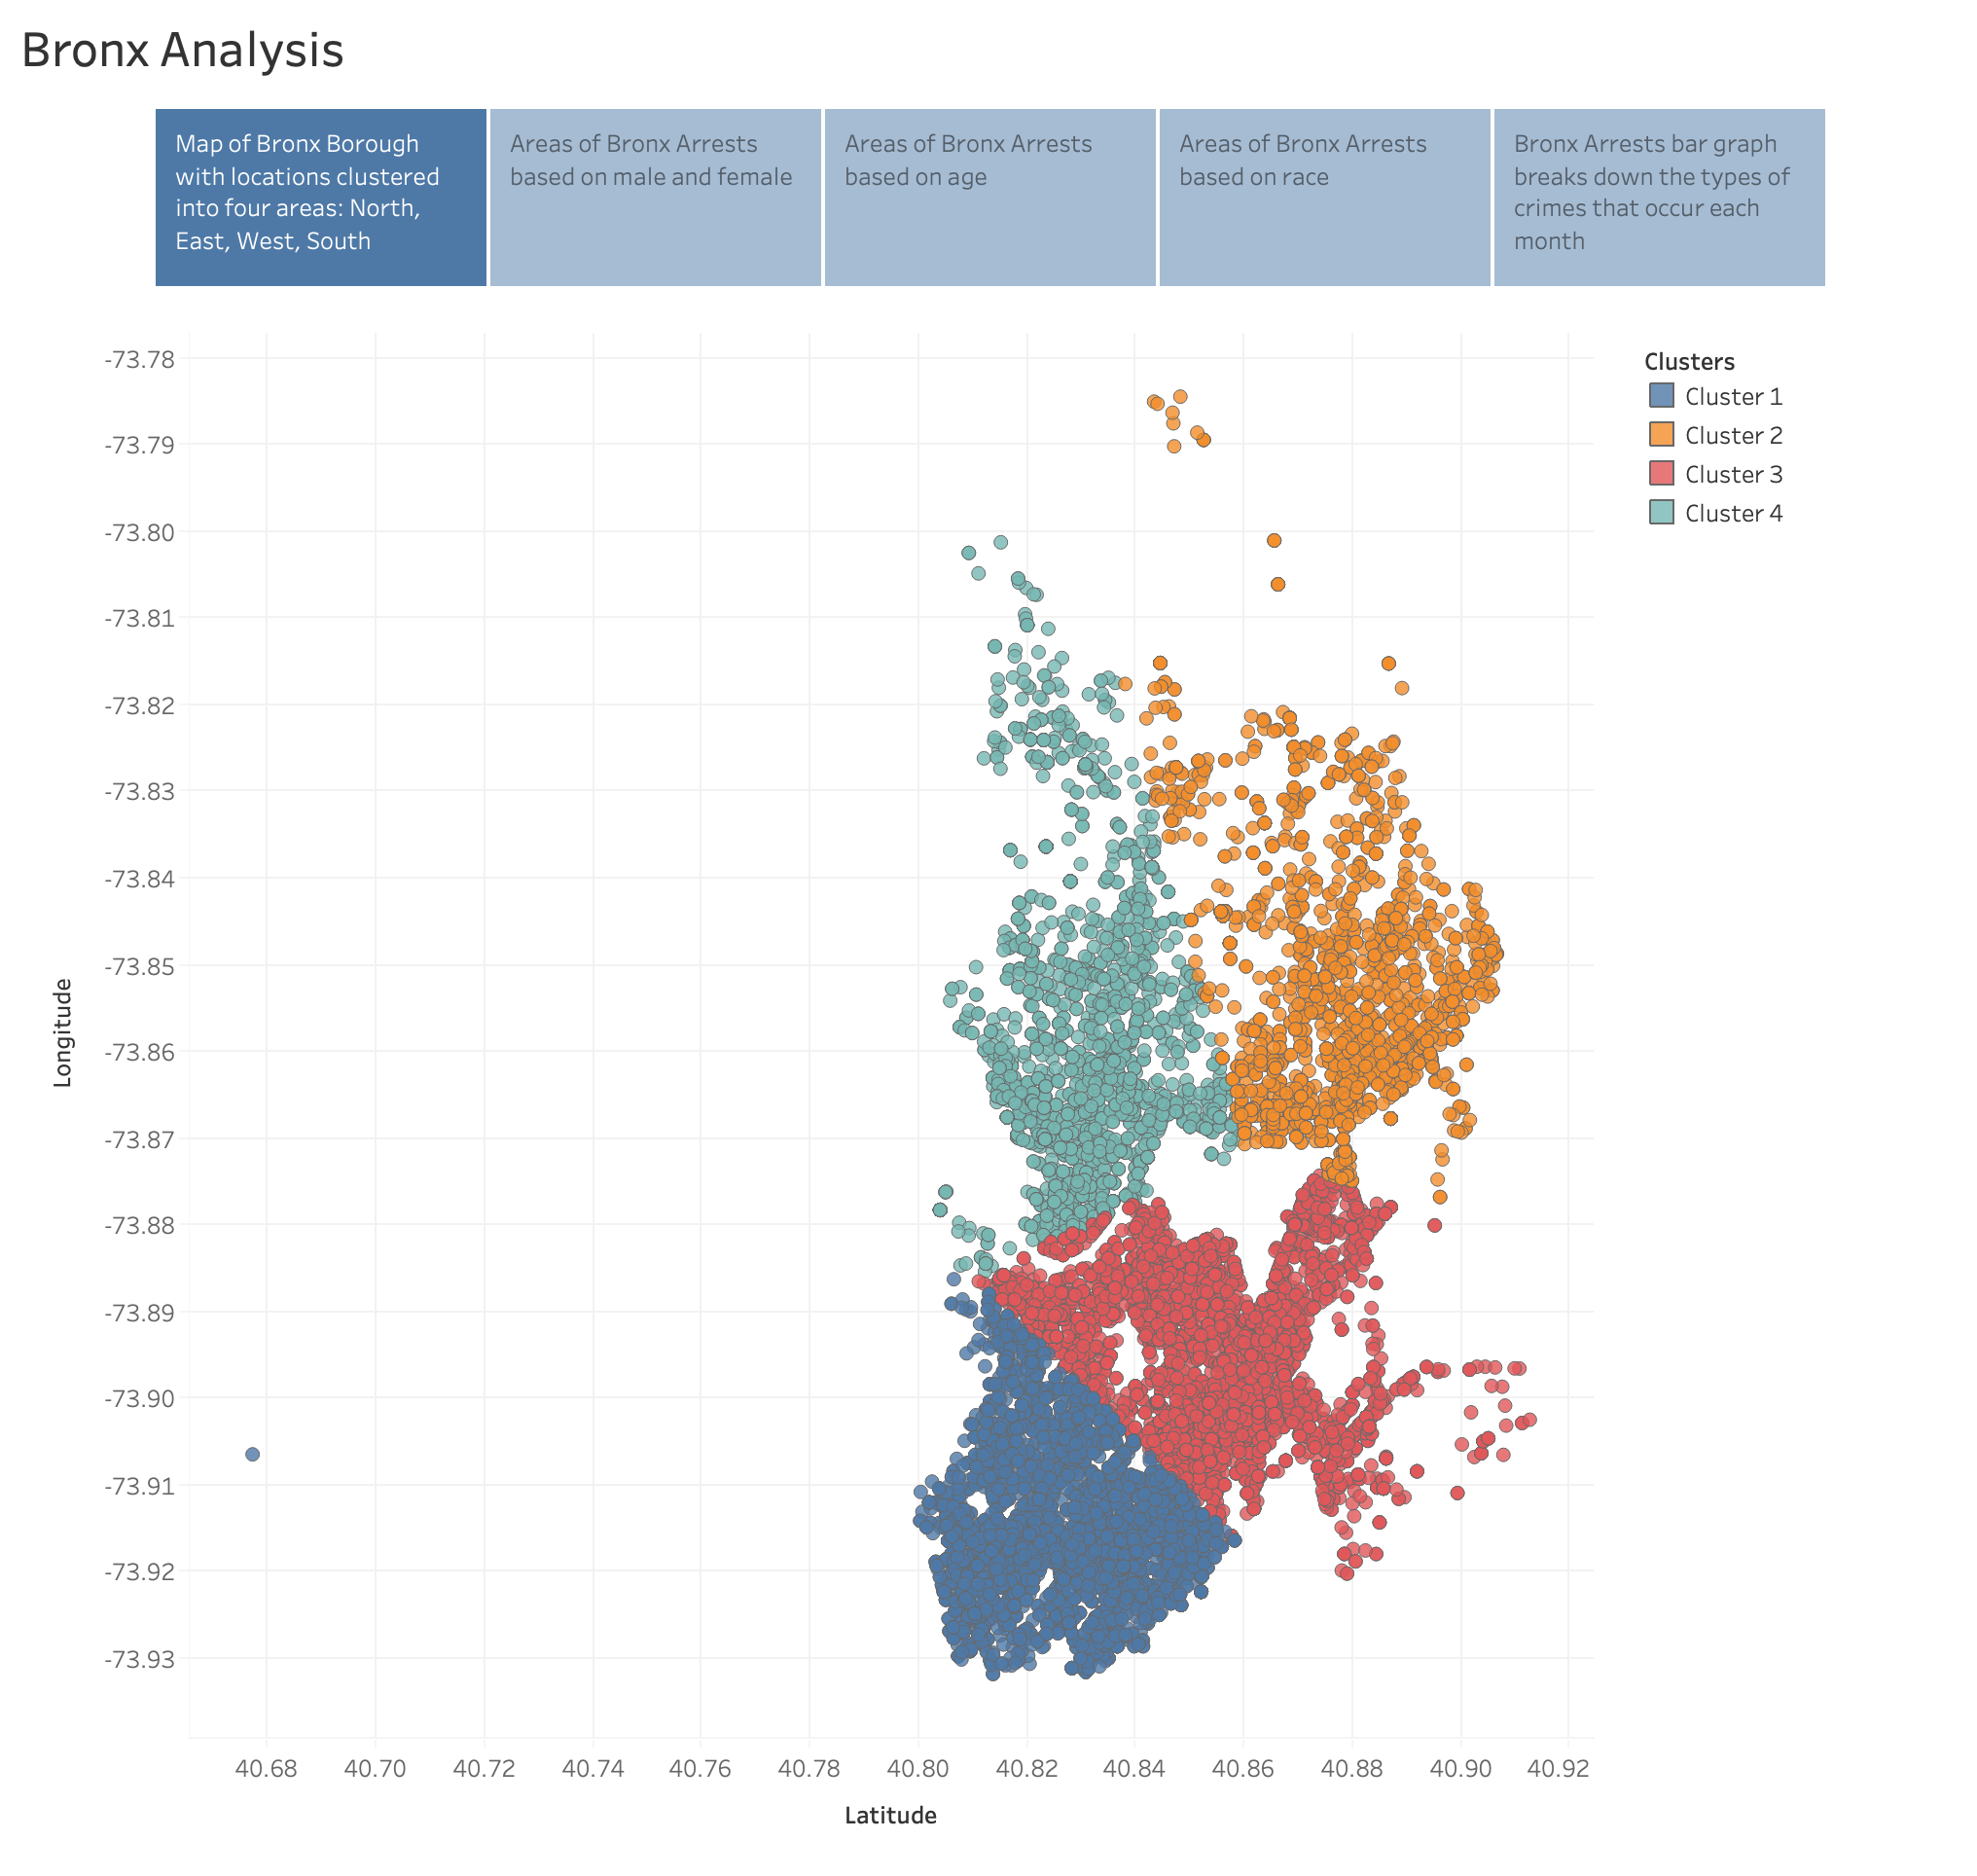 Bronx Analysis
Map of Bronx Borough
with locations clustered
into four areas: North,
East, West, South
Areas of Bronx Arrests
based on male and female
Areas of Bronx Arrests
based on age
Areas of Bronx Arrests
based on race
Bronx Arrests bar graph
breaks down the types of
crimes that occur each
month
-73.78
-73.79
-73.80
-73.81
-73.82
-73.83
-73.84
-73.85
-73.86
-73.87
-73.88
-73.89
-73.90
-73.91
-73.92
-73.93
Longitude
Clusters
Cluster 1
Cluster 2
Cluster 3
Cluster 4
40.68 40.70 40.72 40.74 40.76 40.78 40.80 40.82 40.84 40.86 40.88 40.90 40.92
Latitude